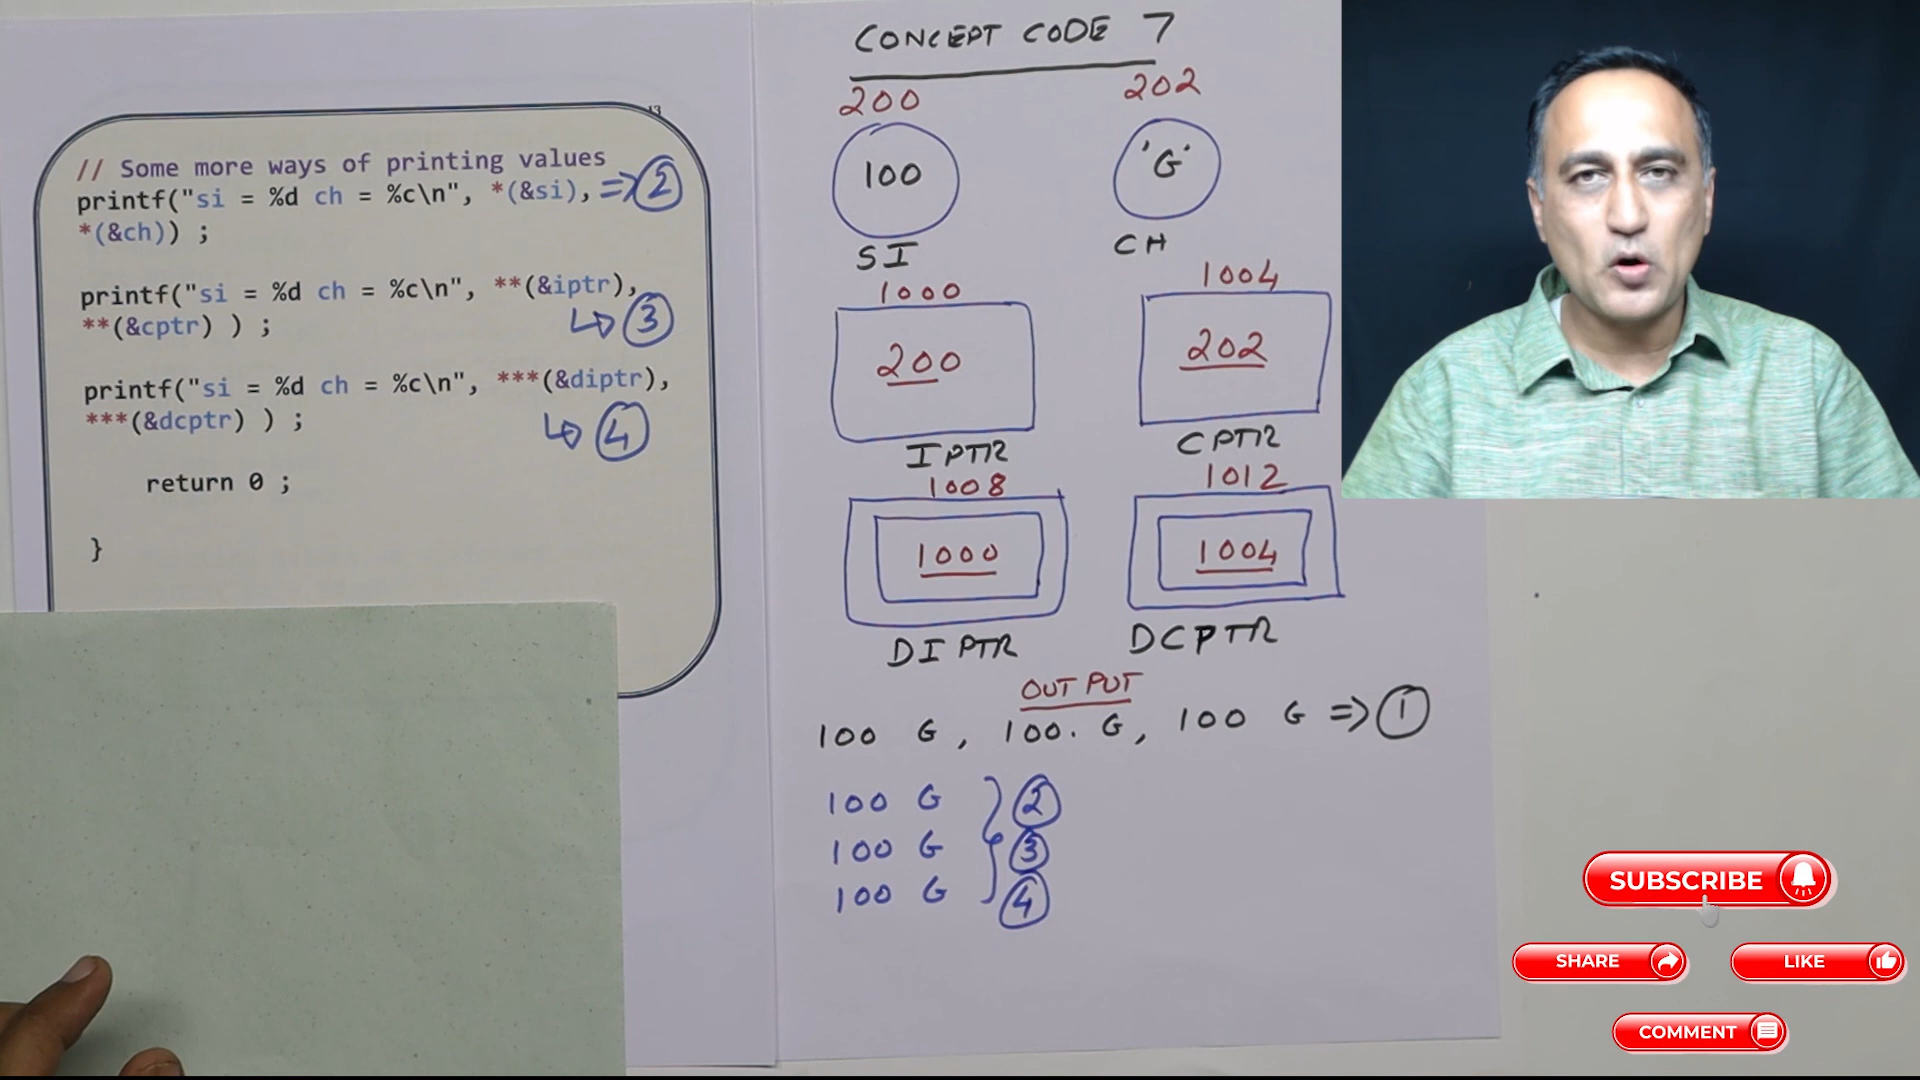 13
// Some more ways of printing values
printf("si = %d ch = %c\n", *(&si), => 2
*(&ch)) ;
printf("si = %d ch = %c\n", **(&iptr),
**(&cptr) ) ; ↳ 3
printf("si = %d ch = %c\n", ***(&diptr),
***(&dcptr) ) ; ↳ 4
return 0 ;
}
CONCEPT CODE 7
200 202
100 'G'
SI CH
1000 1004
200 202
IPTR CPTR
1008 1012
1000 1004
DIPTR DCPTR
OUTPUT
100 G, 100. G, 100 G => 1
100 G 2
100 G 3
100 G 4
SUBSCRIBE
SHARE LIKE
COMMENT